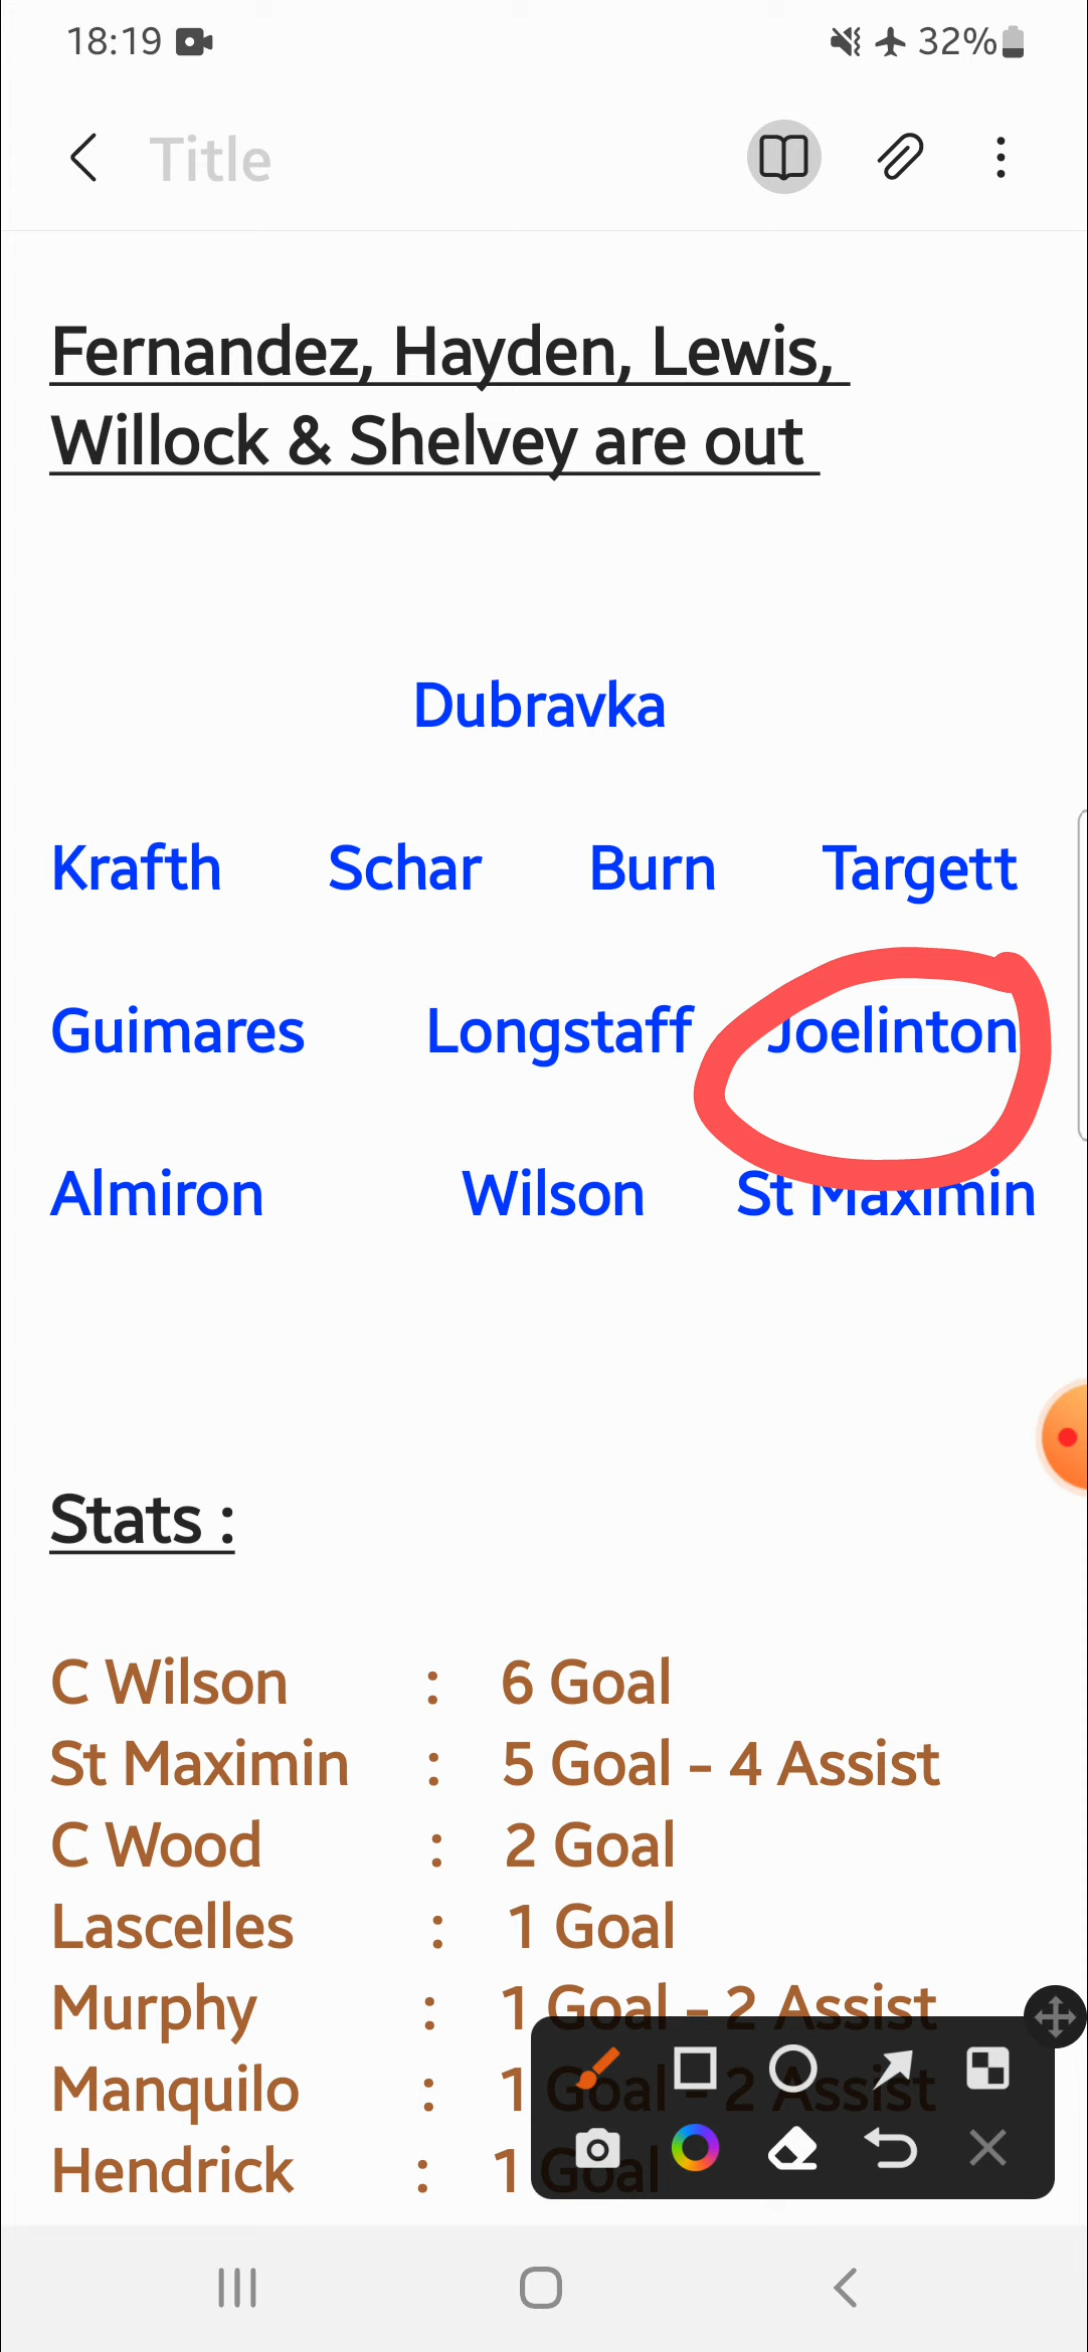 18:19 32%
Title
Fernandez, Hayden, Lewis,
Willock & Shelvey are out
Dubravka
Krafth Schar Burn Targett
Guimares Longstaff Joelinton
Almiron Wilson St Maximin
Stats :
C Wilson : 6 Goal
St Maximin : 5 Goal - 4 Assist
C Wood : 2 Goal
Lascelles : 1 Goal
Murphy : 1 Goal - 2 Assist
Manquilo : 1 Goal - 2 Assist
Hendrick : 1 Goal